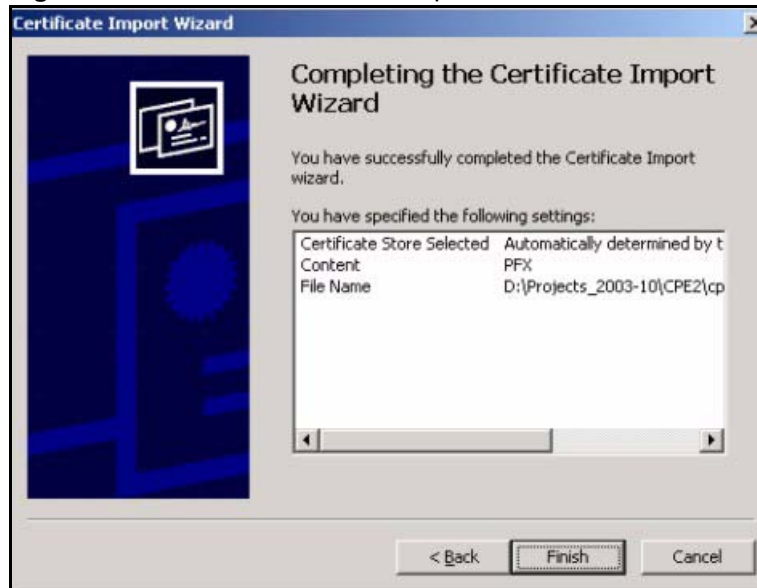 Certificate Import Wizard
Completing the Certificate Import
Wizard
You have successfully completed the Certificate Import
wizard.
You have specified the following settings:
Certificate Store Selected Automatically determined by t
Content PFX
File Name D:\Projects_2003-10\CPE2\cp
< Back Finish Cancel